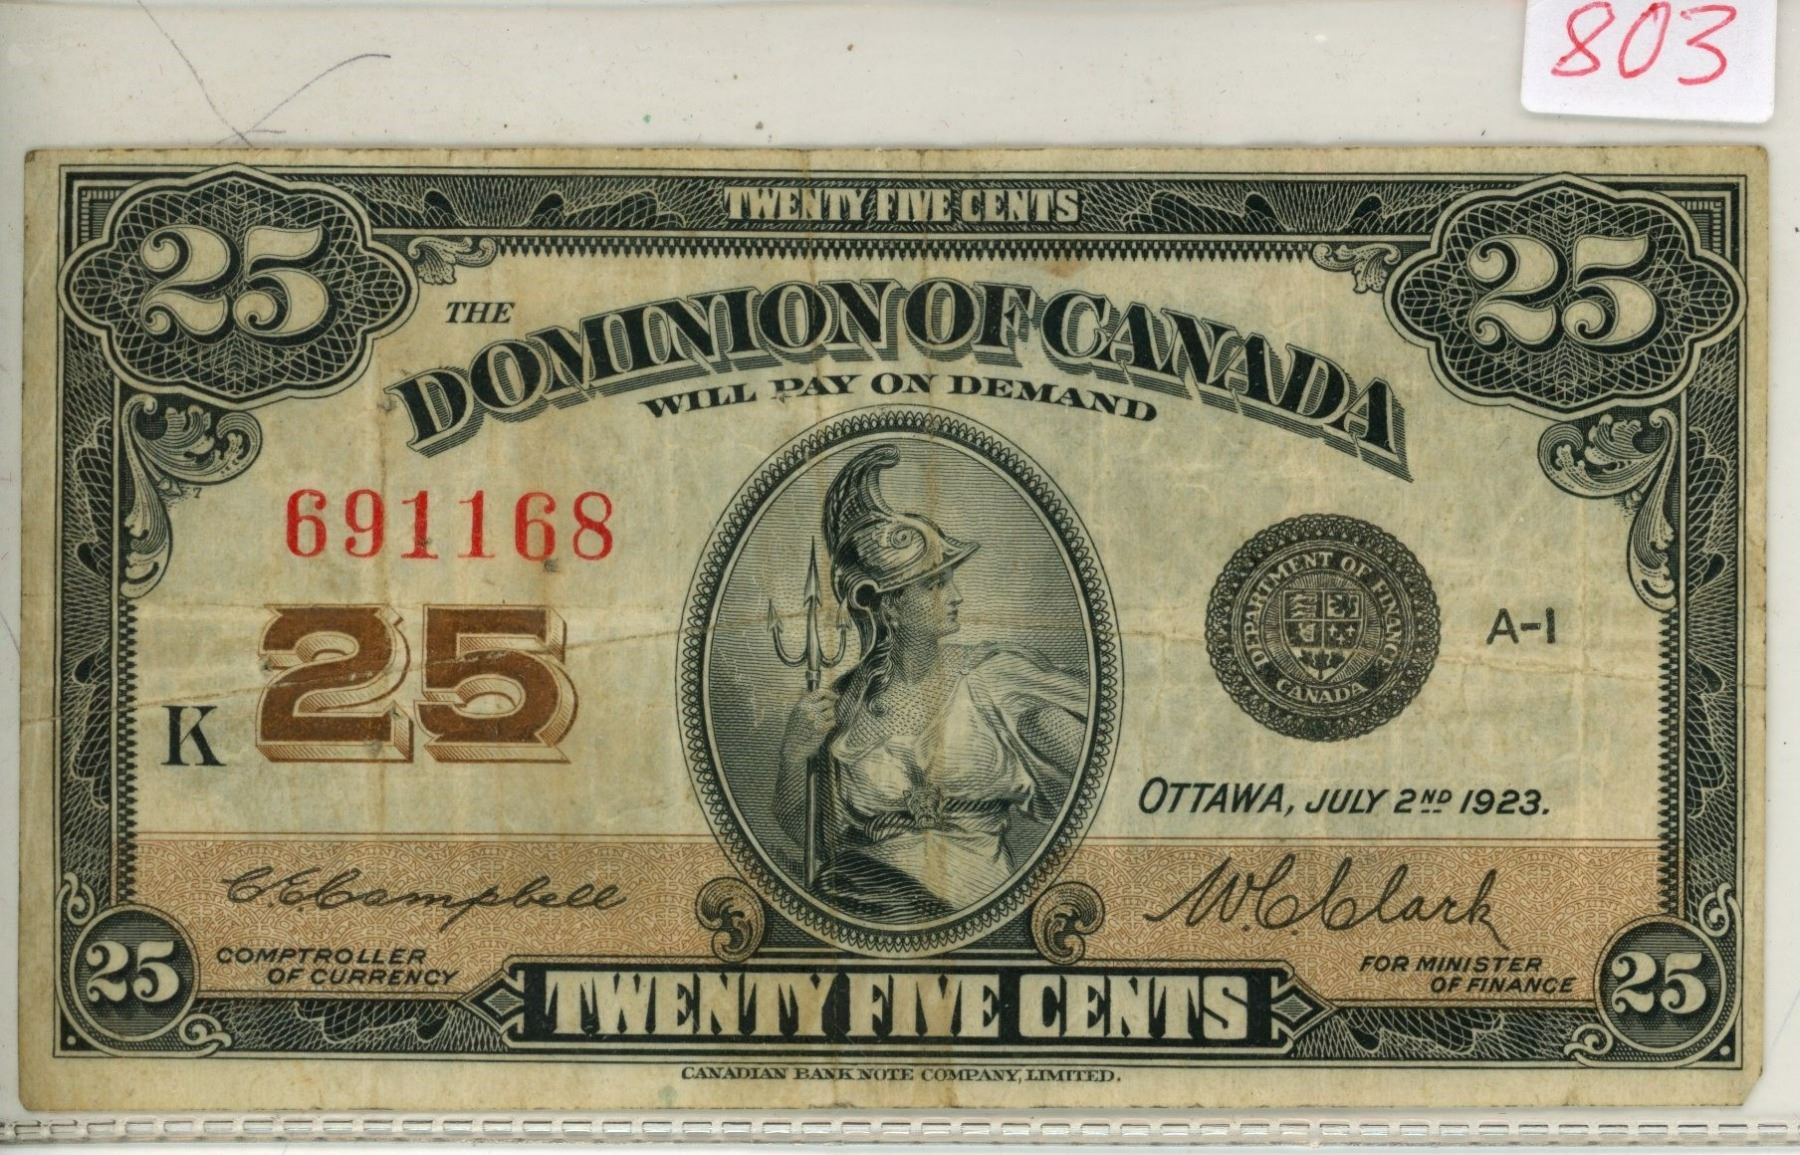 803
TWENTY FIVE CENTS
25 25
THE
DOMINION OF CANADA
WILL PAY ON DEMAND
691168
25
K
DEPARTMENT OF FINANCE
CANADA
A-1
OTTAWA, JULY 2ND 1923.
C.E. Campbell
COMPTROLLER
OF CURRENCY
W.C. Clark
FOR MINISTER
OF FINANCE
25 25
TWENTY FIVE CENTS
CANADIAN BANK NOTE COMPANY, LIMITED.